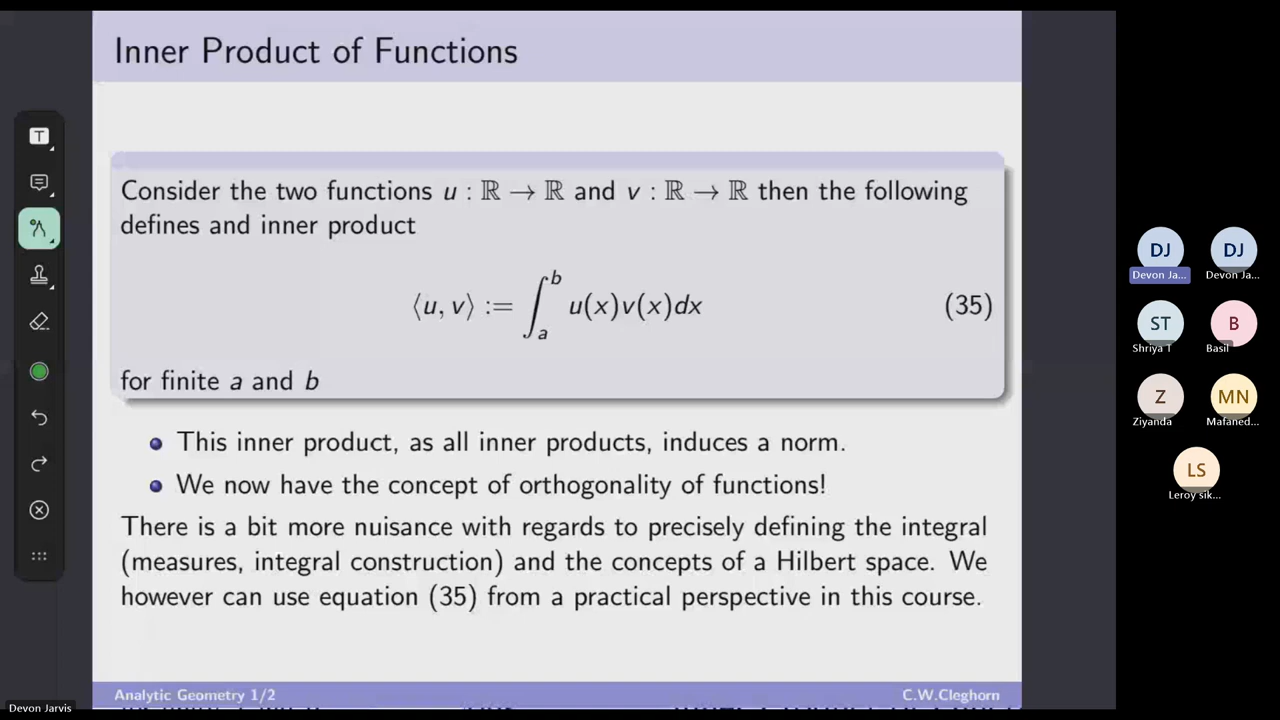 Inner Product of Functions
Consider the two functions u : ℝ → ℝ and v : ℝ → ℝ then the following
defines and inner product
⟨u, v⟩ := ∫_a^b u(x)v(x)dx (35)
for finite a and b
This inner product, as all inner products, induces a norm.
We now have the concept of orthogonality of functions!
There is a bit more nuisance with regards to precisely defining the integral
(measures, integral construction) and the concepts of a Hilbert space. We
however can use equation (35) from a practical perspective in this course.
Analytic Geometry 1/2 C.W.Cleghorn
Devon Jarvis
T
DJ DJ
Devon Ja... Devon Ja...
ST B
Shriya T Basil
Z MN
Ziyanda Mafaned...
LS
Leroy sik...